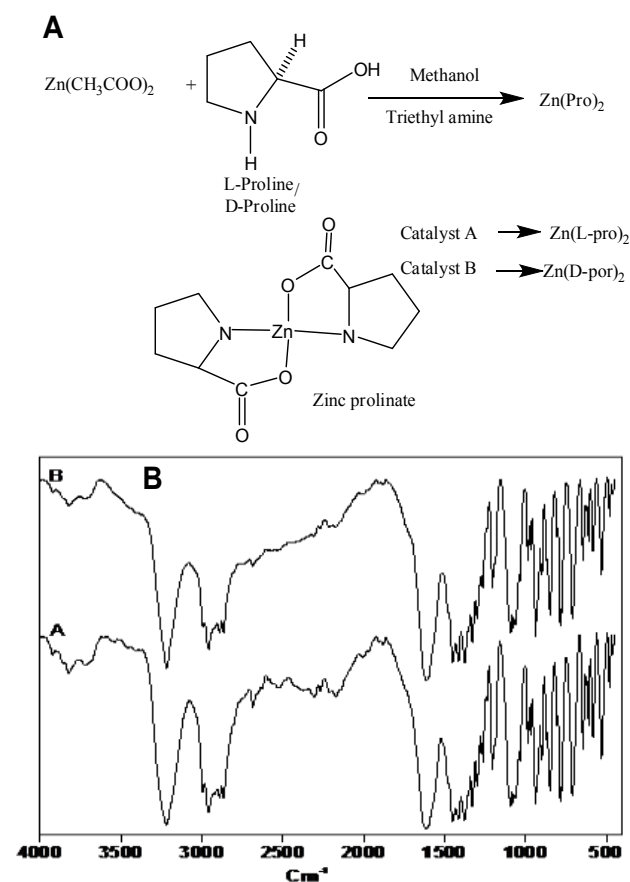 A
H
Zn(CH₃COO)₂ + OH Methanol Zn(Pro)₂
N O Triethyl amine
H
L-Proline/
D-Proline
O
C
Catalyst A Zn(L-pro)₂
Catalyst B Zn(D-por)₂
O
N Zn N
C O
O
Zinc prolinate
B B
A
4000 3500 3000 2500 2000 1500 1000 500
Cm⁻¹